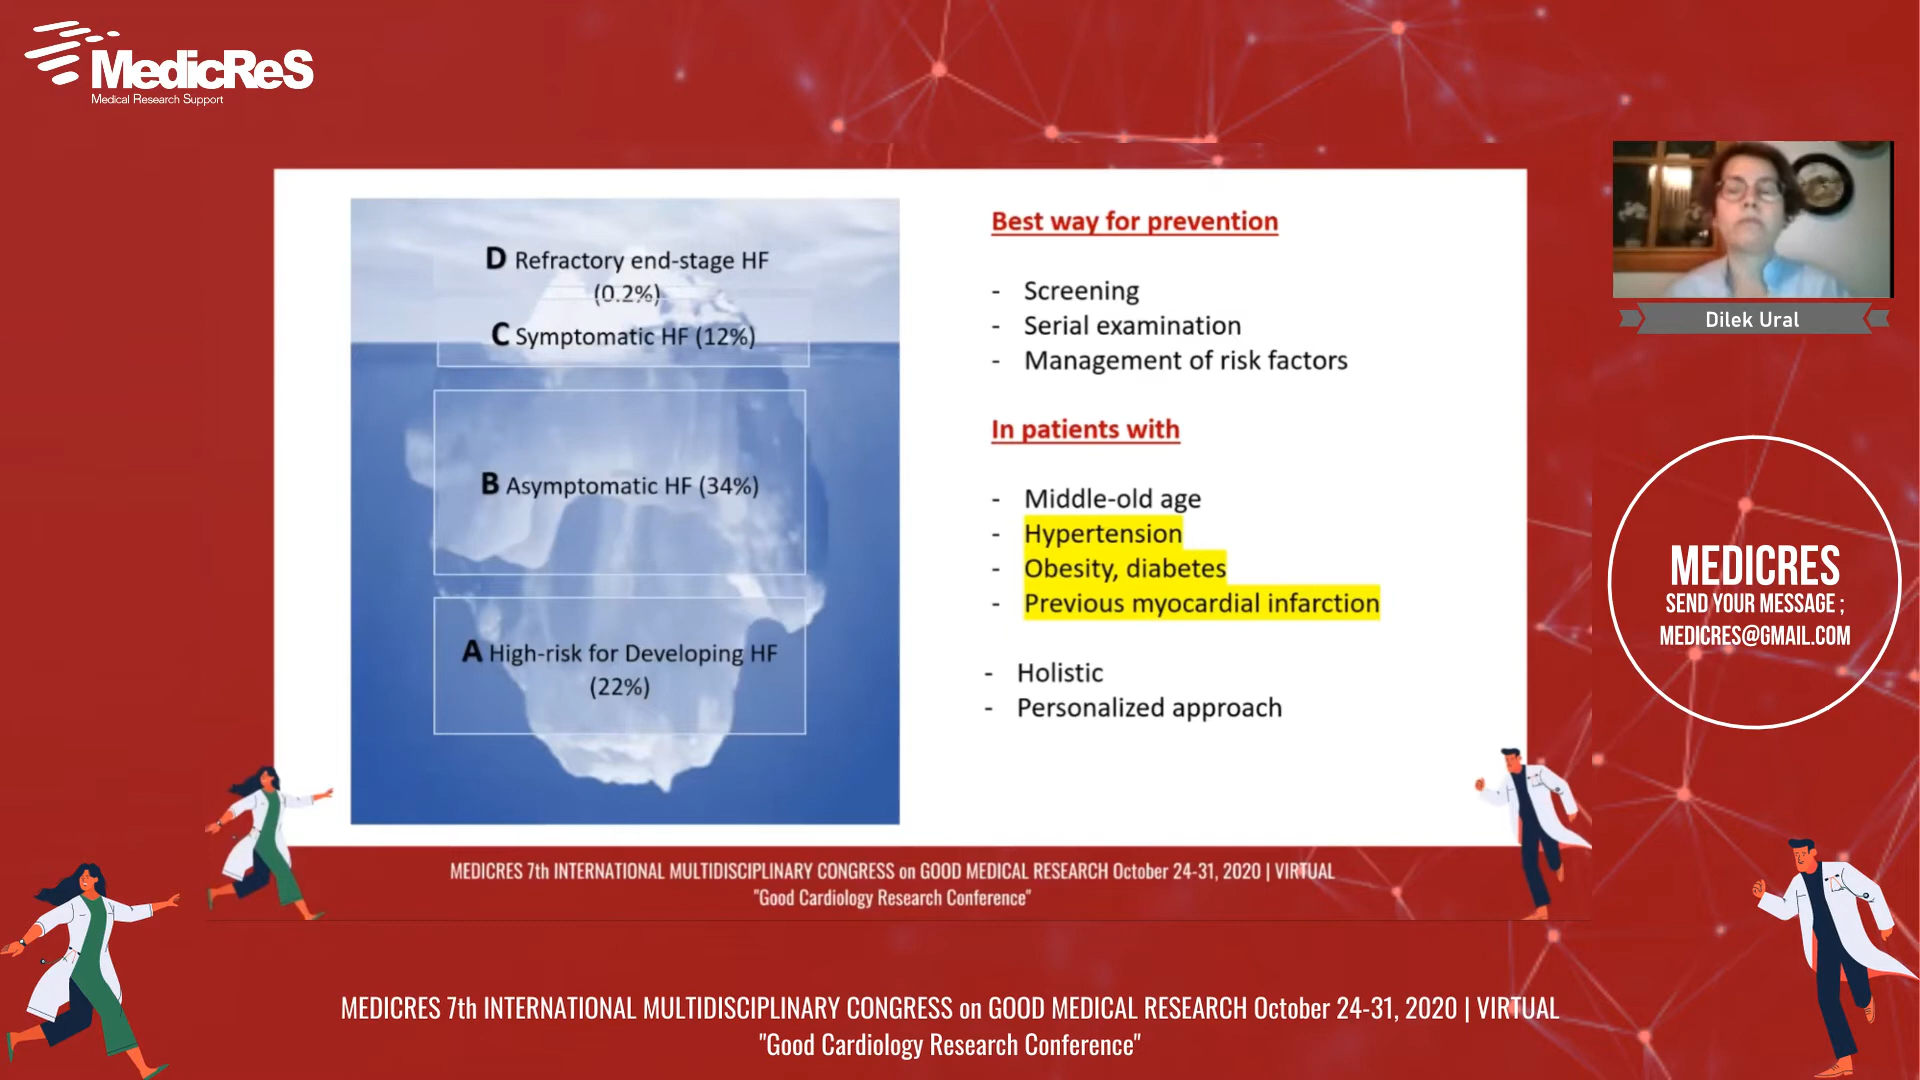 MedicReS
Medical Research Support
D Refractory end-stage HF
(0.2%)
C Symptomatic HF (12%)
B Asymptomatic HF (34%)
A High-risk for Developing HF
(22%)
Best way for prevention
- Screening
- Serial examination
- Management of risk factors
In patients with
- Middle-old age
- Hypertension
- Obesity, diabetes
- Previous myocardial infarction
- Holistic
- Personalized approach
Dilek Ural
MEDICRES
SEND YOUR MESSAGE ;
MEDICRES@GMAIL.COM
MEDICRES 7th INTERNATIONAL MULTIDISCIPLINARY CONGRESS on GOOD MEDICAL RESEARCH October 24-31, 2020 | VIRTUAL
"Good Cardiology Research Conference"
MEDICRES 7th INTERNATIONAL MULTIDISCIPLINARY CONGRESS on GOOD MEDICAL RESEARCH October 24-31, 2020 | VIRTUAL
"Good Cardiology Research Conference"